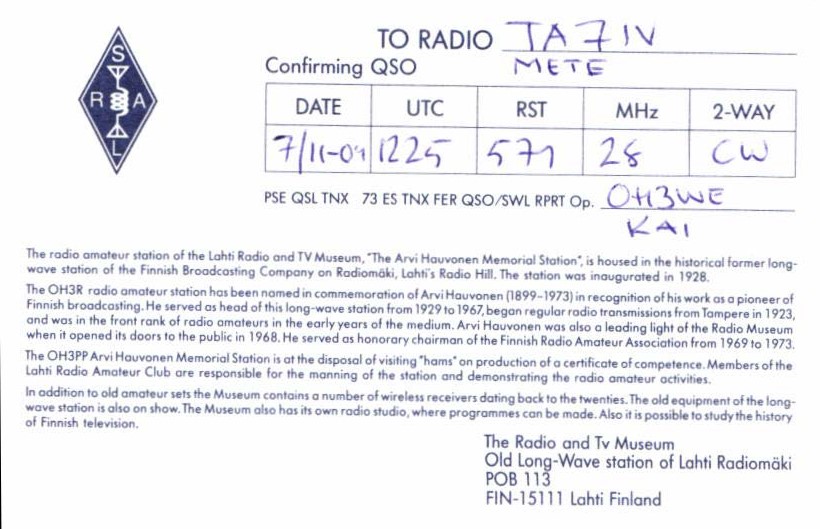 S
R A
L
TO RADIO TA7IV
Confirming QSO METE
DATE UTC RST MHz 2-WAY
7/11-01 1225 579 28 CW
PSE QSL TNX 73 ES TNX FER QSO/SWL RPRT Op. OH3WE
KAI
The radio amateur station of the Lahti Radio and TV Museum, "The Arvi Hauvonen Memorial Station", is housed in the historical former long-
wave station of the Finnish Broadcasting Company on Radiomäki, Lahti's Radio Hill. The station was inaugurated in 1928.
The OH3R radio amateur station has been named in commemoration of Arvi Hauvonen (1899–1973) in recognition of his work as a pioneer of
Finnish broadcasting. He served as head of this long-wave station from 1929 to 1967, began regular radio transmissions from Tampere in 1923,
and was in the front rank of radio amateurs in the early years of the medium. Arvi Hauvonen was also a leading light of the Radio Museum
when it opened its doors to the public in 1968. He served as honorary chairman of the Finnish Radio Amateur Association from 1969 to 1973.
The OH3PP Arvi Hauvonen Memorial Station is at the disposal of visiting "hams" on production of a certificate of competence. Members of the
Lahti Radio Amateur Club are responsible for the manning of the station and demonstrating the radio amateur activities.
In addition to old amateur sets the Museum contains a number of wireless receivers dating back to the twenties. The old equipment of the long-
wave station is also on show. The Museum also has its own radio studio, where programmes can be made. Also it is possible to study the history
of Finnish television.
The Radio and Tv Museum
Old Long-Wave station of Lahti Radiomäki
POB 113
FIN-15111 Lahti Finland